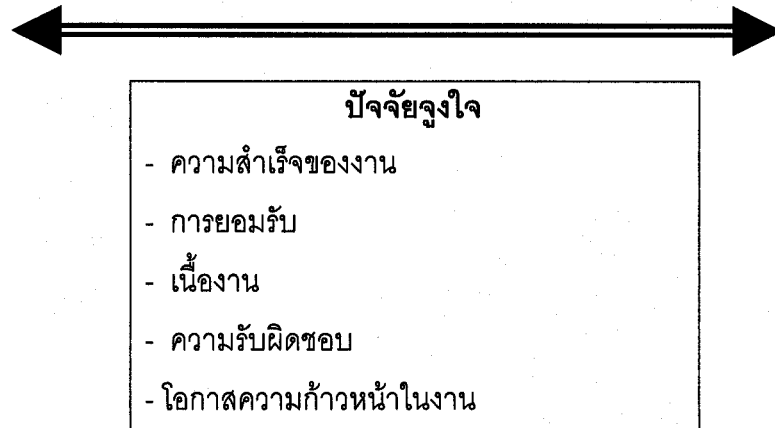 ปัจจัยจูงใจ
- ความสำเร็จของงาน
- การยอมรับ
- เนื้องาน
- ความรับผิดชอบ
- โอกาสความก้าวหน้าในงาน